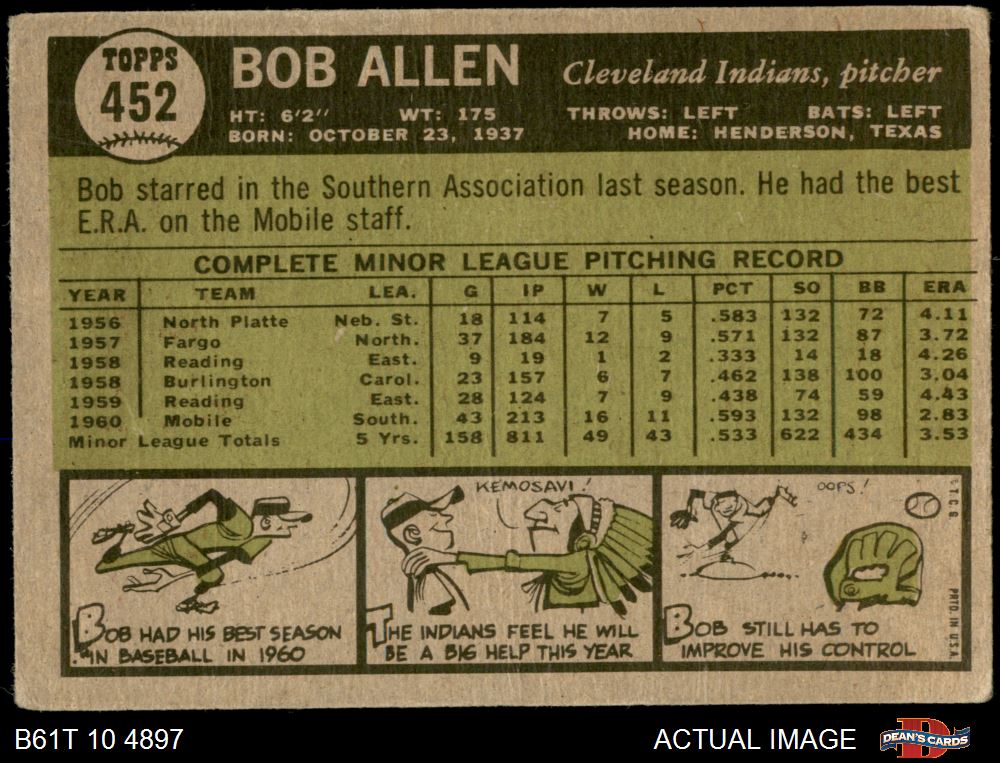 TOPPS
452
BOB ALLEN
Cleveland Indians, pitcher
HT: 6'2" WT: 175 THROWS: LEFT BATS: LEFT
BORN: OCTOBER 23, 1937 HOME: HENDERSON, TEXAS
Bob starred in the Southern Association last season. He had the best
E.R.A. on the Mobile staff.
COMPLETE MINOR LEAGUE PITCHING RECORD
YEAR TEAM LEA. G IP W L PCT SO BB ERA
1956 North Platte Neb. St. 18 114 7 5 .583 132 72 4.11
1957 Fargo North. 37 184 12 9 .571 132 87 3.72
1958 Reading East. 9 19 1 2 .333 14 18 4.26
1958 Burlington Carol. 23 157 6 7 .462 138 100 3.04
1959 Reading East. 28 124 7 9 .438 74 59 4.43
1960 Mobile South. 43 213 16 11 .593 132 98 2.83
Minor League Totals 5 Yrs. 158 811 49 43 .533 622 434 3.53
BOB HAD HIS BEST SEASON
IN BASEBALL IN 1960
KEMOSAVI!
THE INDIANS FEEL HE WILL
BE A BIG HELP THIS YEAR
OOPS!
BOB STILL HAS TO
IMPROVE HIS CONTROL
©T.C.G
PRTD. IN U.S.A.
B61T 10 4897
ACTUAL IMAGE
DEAN'S CARDS